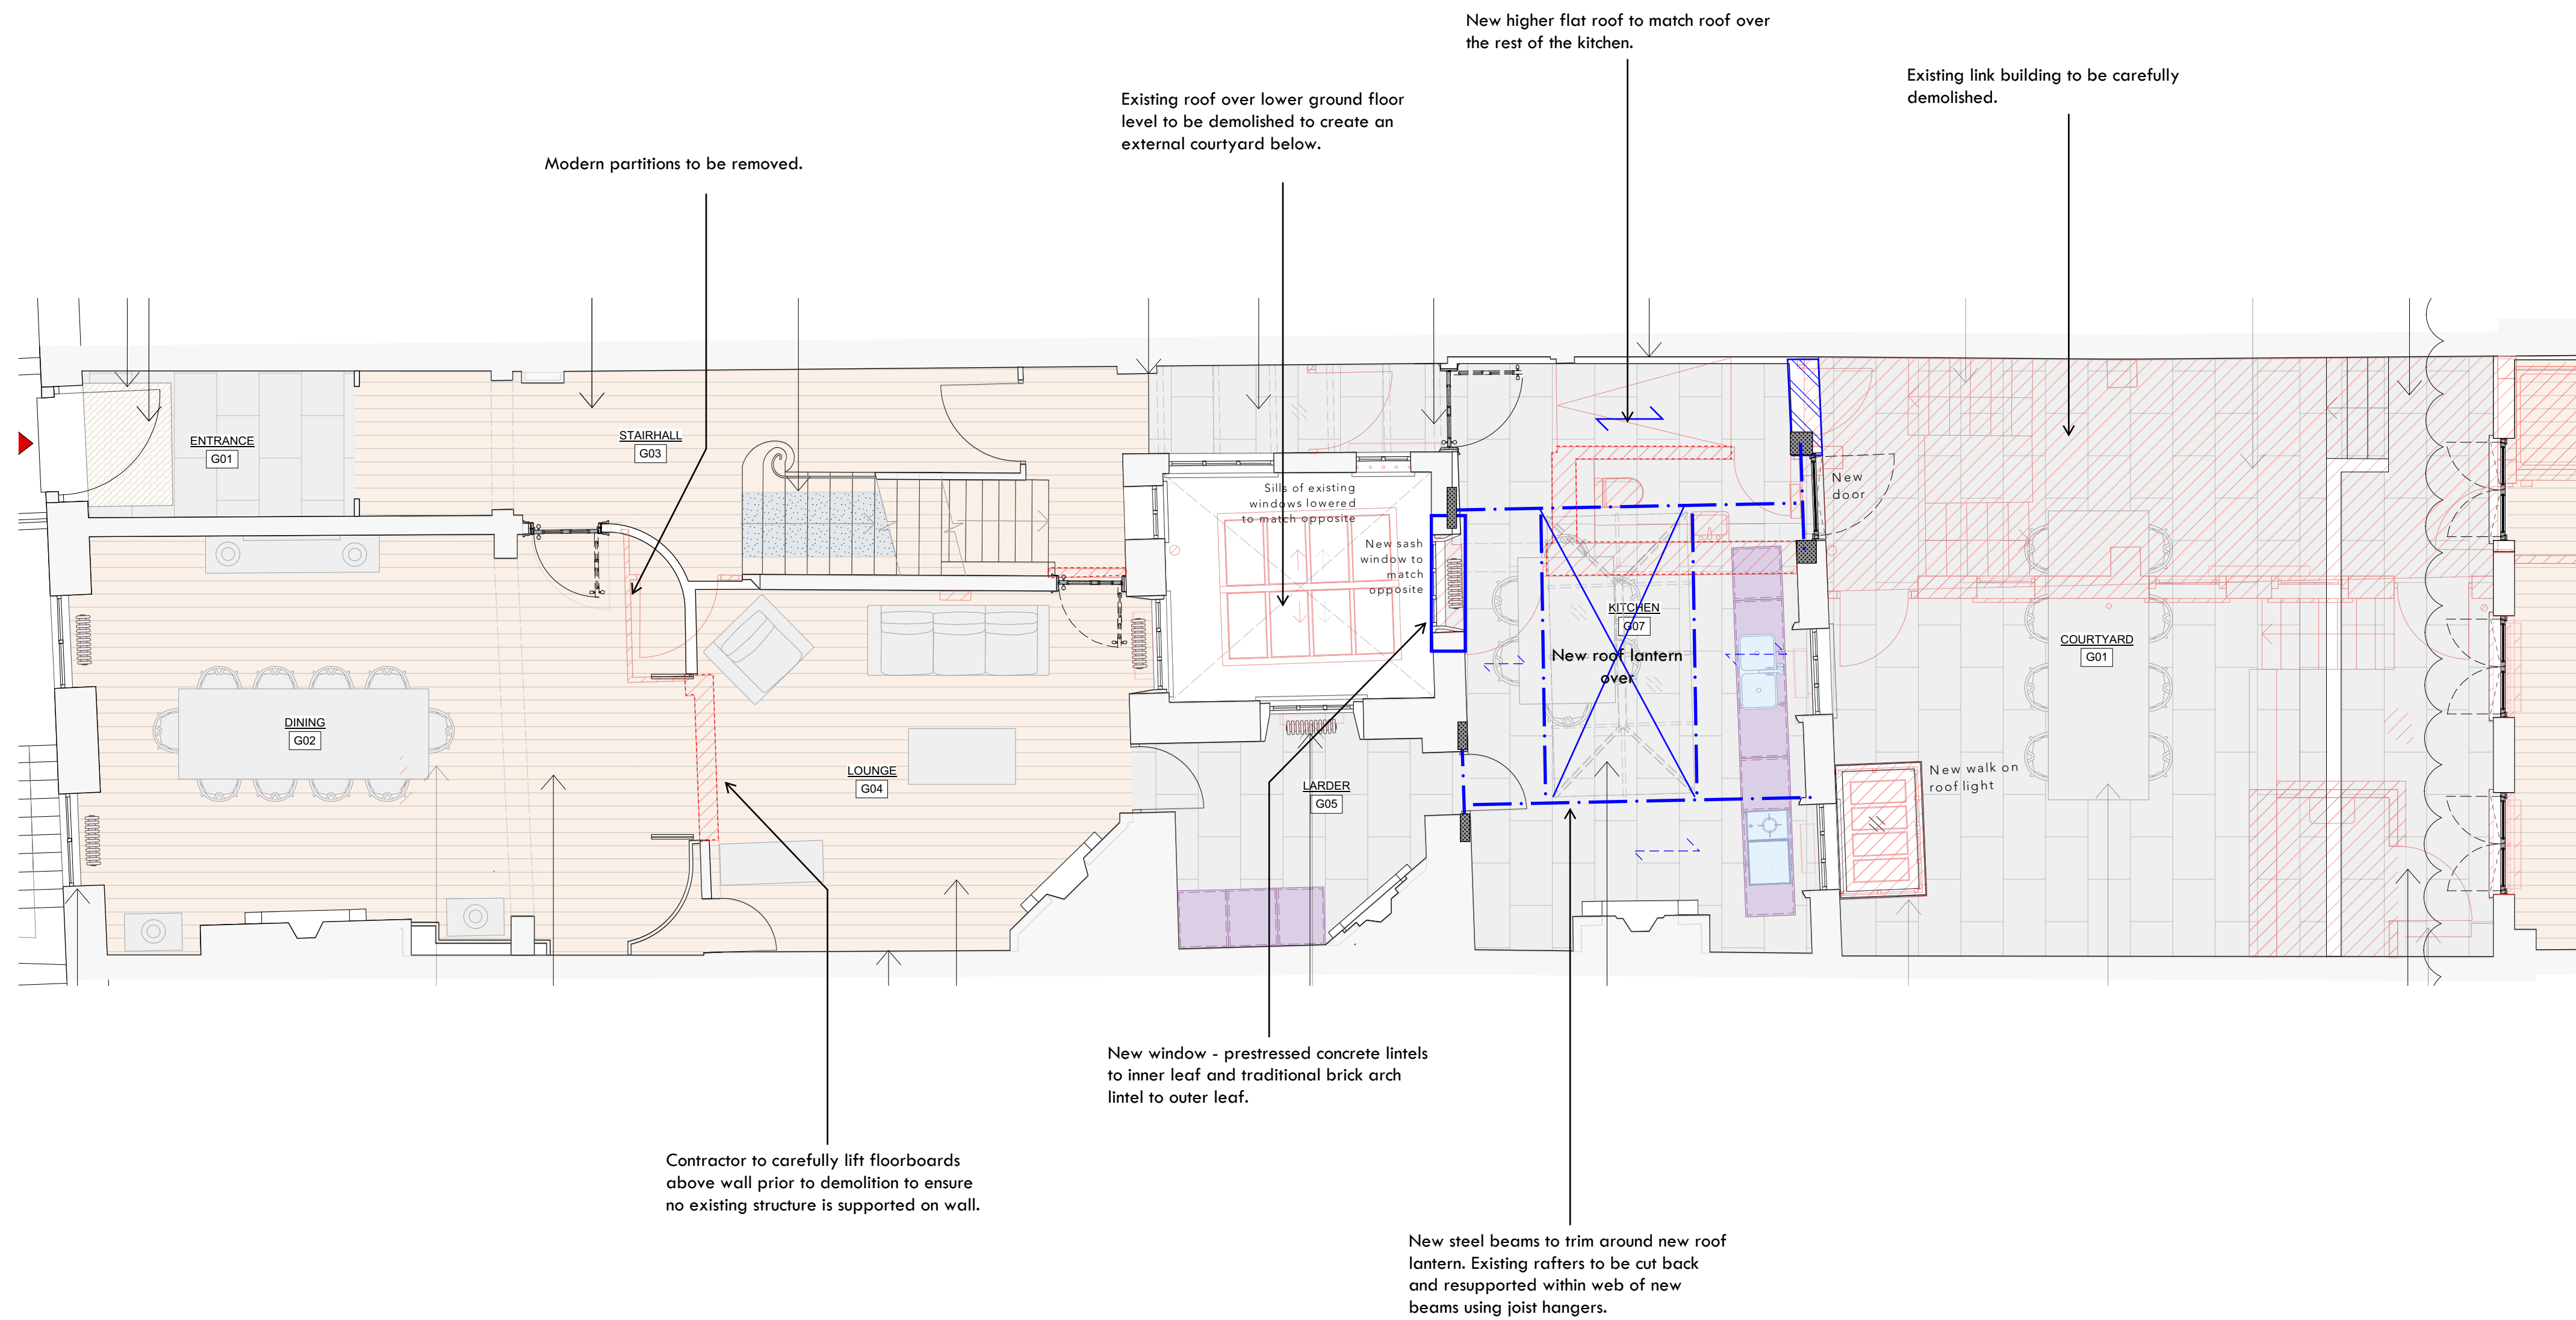 New higher flat roof to match roof over
the rest of the kitchen.
Existing link building to be carefully
demolished.
Existing roof over lower ground floor
level to be demolished to create an
external courtyard below.
Modern partitions to be removed.
ENTRANCE
G01
STAIRHALL
G03
Sills of existing
windows lowered
to match opposite
New sash
window to
match
opposite
New
door
KITCHEN
G07
New roof lantern
over
COURTYARD
G01
DINING
G02
LOUNGE
G04
LARDER
G05
New walk on
roof light
New window - prestressed concrete lintels
to inner leaf and traditional brick arch
lintel to outer leaf.
Contractor to carefully lift floorboards
above wall prior to demolition to ensure
no existing structure is supported on wall.
New steel beams to trim around new roof
lantern. Existing rafters to be cut back
and resupported within web of new
beams using joist hangers.